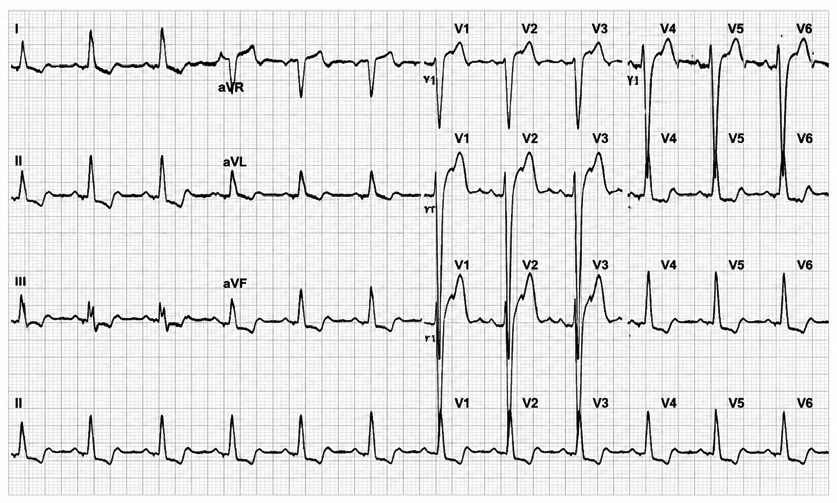 I V1 V2 V3 V4 V5 V6
aVR
II aVL V1 V2 V3 V4 V5 V6
III aVF V1 V2 V3 V4 V5 V6
II V1 V2 V3 V4 V5 V6